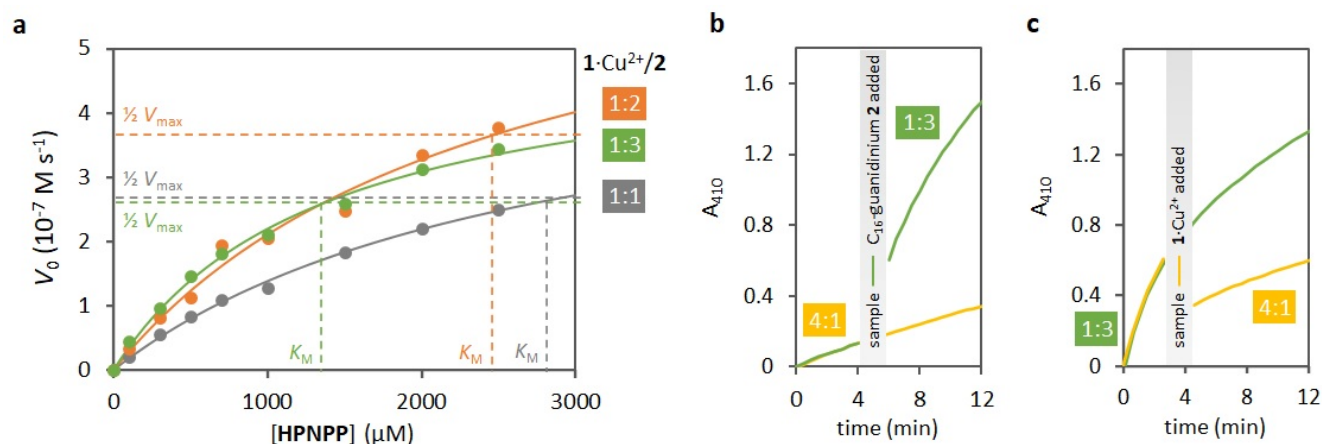 a
1·Cu²⁺/2
1:2
1:3
1:1
½ Vmax
½ Vmax
½ Vmax
KM
KM
KM
V₀ (10⁻⁷ M s⁻¹)
5
4
3
2
1
0
0
1000
2000
3000
[HPNPP] (µM)
b
A₄₁₀
1.6
1.2
0.8
0.4
0
0
4
8
12
time (min)
4:1
1:3
sample
C₁₆-guanidinium 2 added
c
A₄₁₀
1.6
1.2
0.8
0.4
0
0
4
8
12
time (min)
1:3
4:1
sample
1·Cu²⁺ added